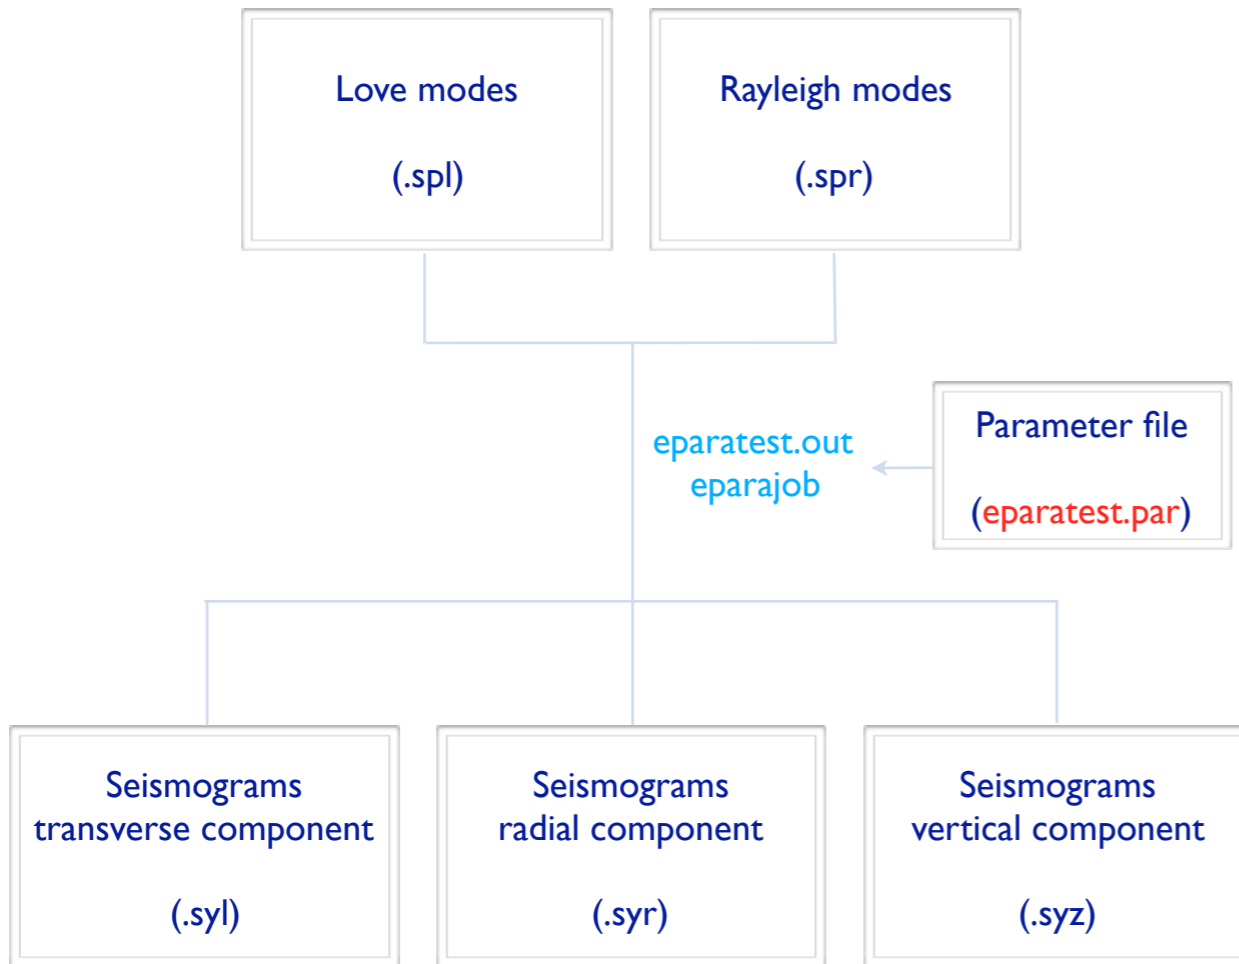 Love modes
(.spl)
Rayleigh modes
(.spr)
eparatest.out
eparajob
Parameter file
(eparatest.par)
Seismograms
transverse component
(.syl)
Seismograms
radial component
(.syr)
Seismograms
vertical component
(.syz)